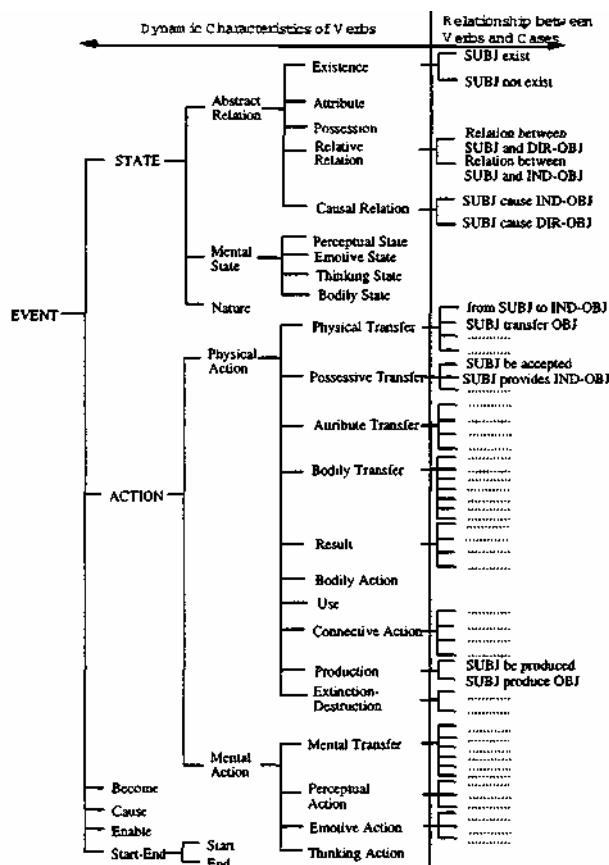 Dynamic Characteristics of Verbs
Relationship between
Verbs and Cases
EVENT
STATE
Abstract
Relation
Existence
SUBJ exist
SUBJ not exist
Attribute
Possession
Relative
Relation
Relation between
SUBJ and DIR-OBJ
Relation between
SUBJ and IND-OBJ
Causal Relation
SUBJ cause IND-OBJ
SUBJ cause DIR-OBJ
Mental
State
Perceptual State
Emotive State
Thinking State
Bodily State
Nature
ACTION
Physical
Action
Physical Transfer
from SUBJ to IND-OBJ
SUBJ transfer OBJ
Possessive Transfer
SUBJ be accepted
SUBJ provides IND-OBJ
Auribute Transfer
Bodily Transfer
Result
Bodily Action
Use
Connective Action
Production
SUBJ be produced
SUBJ produce OBJ
Extinction-
Destruction
Mental
Action
Mental Transfer
Perceptual
Action
Emotive Action
Thinking Action
Become
Cause
Enable
Start-End
Start
End